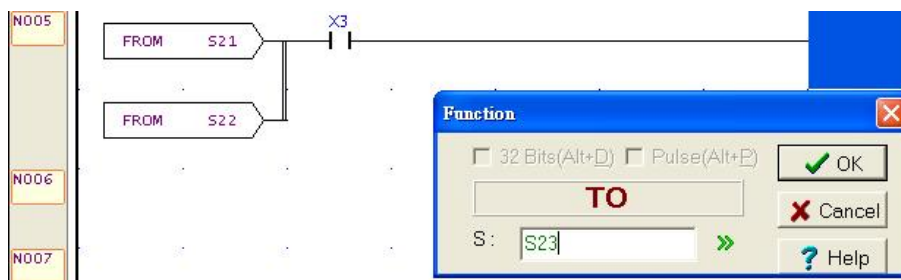 N005
FROM S21
X3
FROM S22
N006
N007
Function
32 Bits(Alt+D) Pulse(Alt+P)
OK
TO
Cancel
S: S23
Help